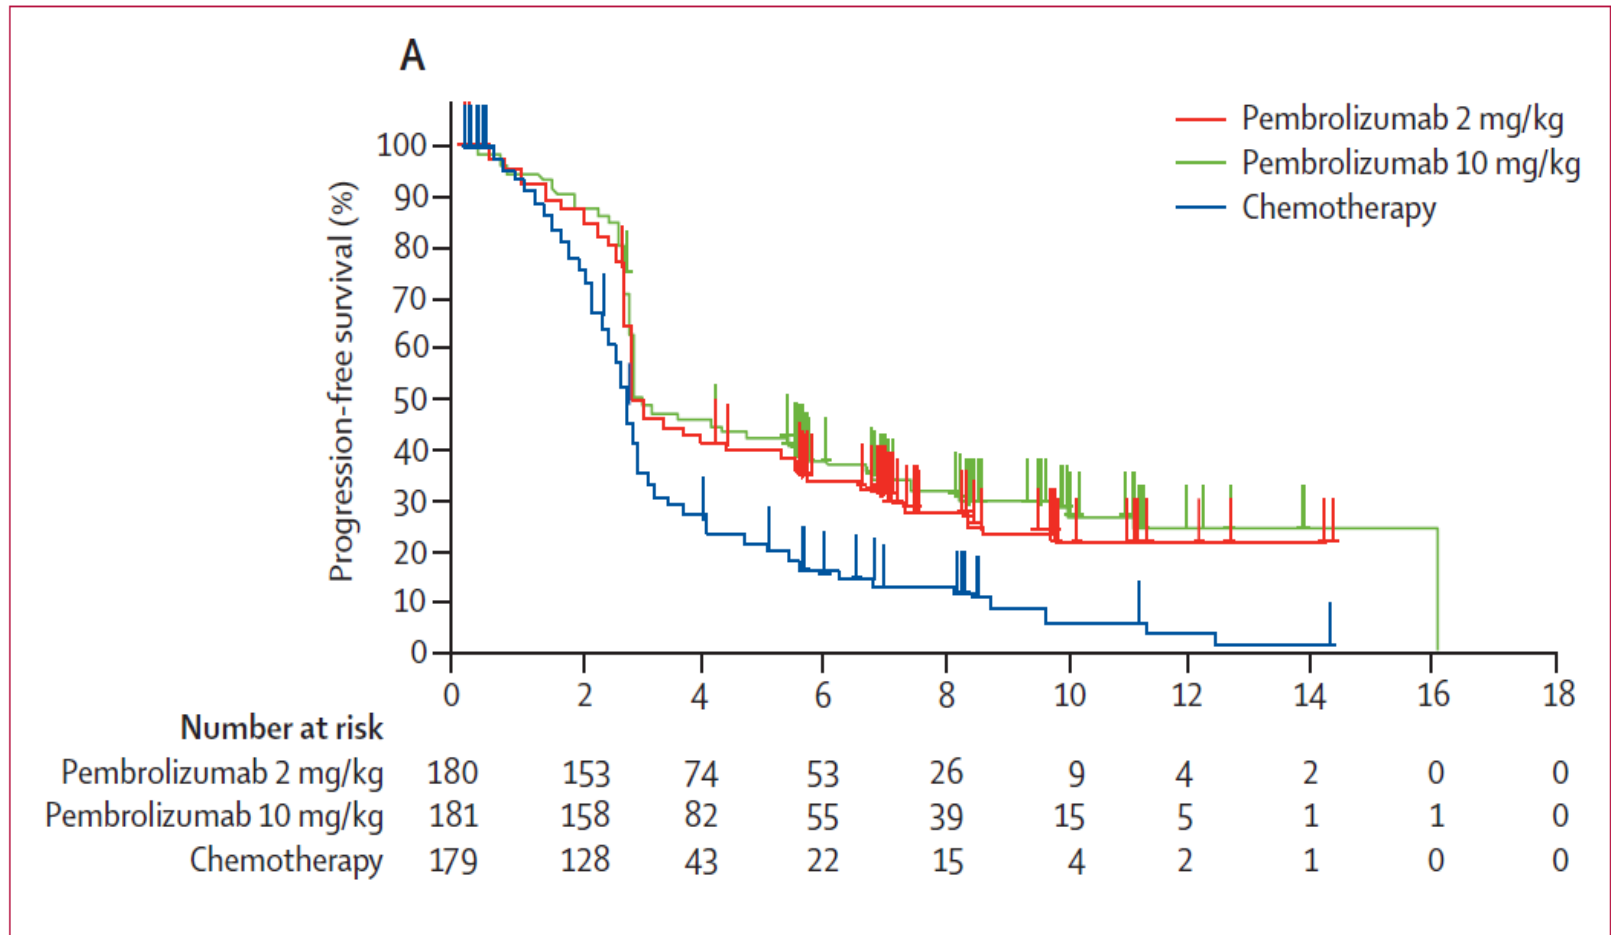 A
Pembrolizumab 2 mg/kg
Pembrolizumab 10 mg/kg
Chemotherapy
Progression-free survival (%)
100
90
80
70
60
50
40
30
20
10
0
0 2 4 6 8 10 12 14 16 18
Number at risk
Pembrolizumab 2 mg/kg 180 153 74 53 26 9 4 2 0 0
Pembrolizumab 10 mg/kg 181 158 82 55 39 15 5 1 1 0
Chemotherapy 179 128 43 22 15 4 2 1 0 0